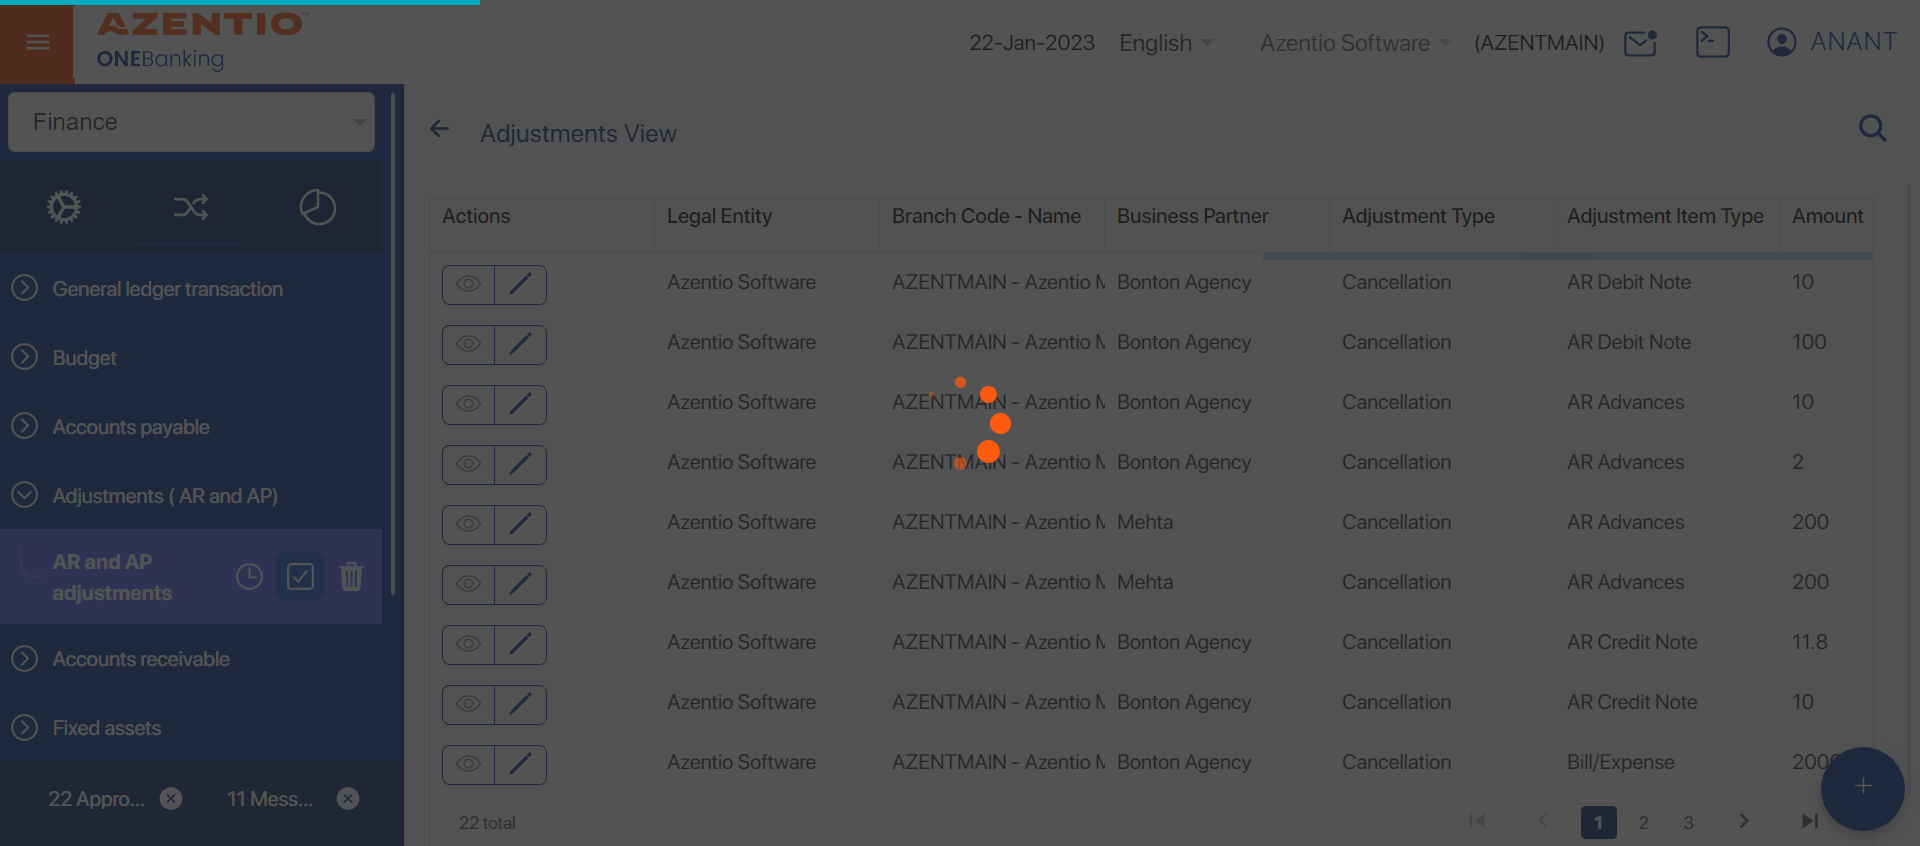 AZENTIO™
ONEBanking
22-Jan-2023 English Azentio Software (AZENTMAIN) ANANT
Finance
General ledger transaction
Budget
Accounts payable
Adjustments ( AR and AP)
AR and AP
adjustments
Accounts receivable
Fixed assets
22 Appro... 11 Mess...
Adjustments View
Actions Legal Entity Branch Code - Name Business Partner Adjustment Type Adjustment Item Type Amount
Azentio Software AZENTMAIN - Azentio M Bonton Agency Cancellation AR Debit Note 10
Azentio Software AZENTMAIN - Azentio M Bonton Agency Cancellation AR Debit Note 100
Azentio Software AZENTMAIN - Azentio M Bonton Agency Cancellation AR Advances 10
Azentio Software AZENTMAIN - Azentio M Bonton Agency Cancellation AR Advances 2
Azentio Software AZENTMAIN - Azentio M Mehta Cancellation AR Advances 200
Azentio Software AZENTMAIN - Azentio M Mehta Cancellation AR Advances 200
Azentio Software AZENTMAIN - Azentio M Bonton Agency Cancellation AR Credit Note 11.8
Azentio Software AZENTMAIN - Azentio M Bonton Agency Cancellation AR Credit Note 10
Azentio Software AZENTMAIN - Azentio M Bonton Agency Cancellation Bill/Expense 2000
22 total 1 2 3